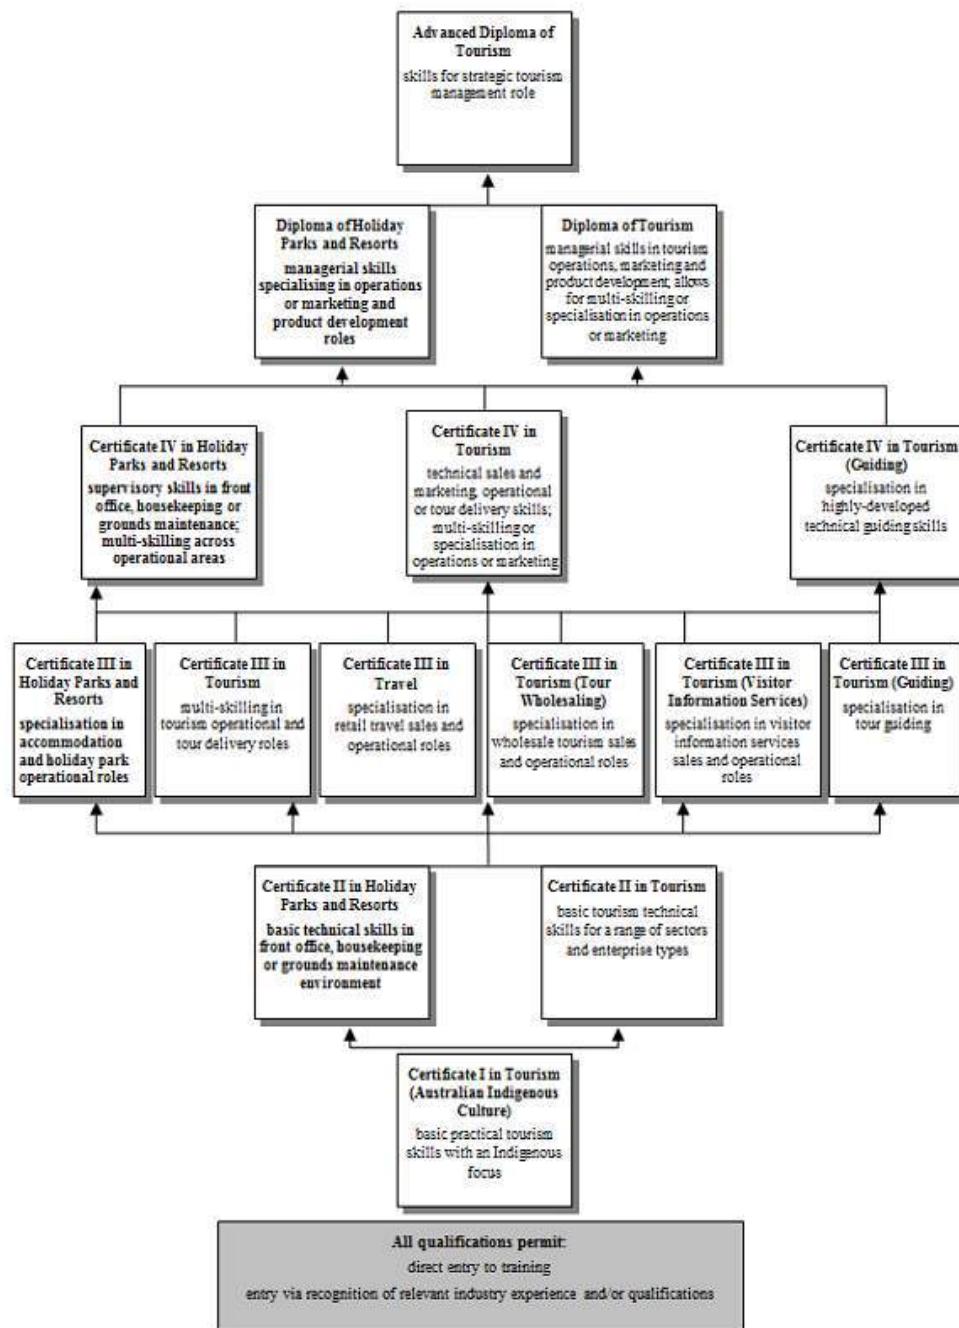 Advanced Diploma of
Tourism
skills for strategic tourism
management role
Diploma of Holiday
Parks and Resorts
managerial skills
specialising in operations
or marketing and
product development
roles
Diploma of Tourism
managerial skills in tourism
operations, marketing and
product development; allows
for multi-skilling or
specialisation in operations
or marketing
Certificate IV in Holiday
Parks and Resorts
supervisory skills in front
office, housekeeping or
grounds maintenance;
multi-skilling across
operational areas
Certificate IV in
Tourism
technical sales and
marketing, operational
or tour delivery skills;
multi-skilling or
specialisation in
operations or marketing
Certificate IV in Tourism
(Guiding)
specialisation in
highly-developed
technical guiding skills
Certificate III in
Holiday Parks and
Resorts
specialisation in
accommodation
and holiday park
operational roles
Certificate III in
Tourism
multi-skilling in
tourism operational and
tour delivery roles
Certificate III in
Travel
specialisation in
retail travel sales and
operational roles
Certificate III in
Tourism (Tour
Wholesaling)
specialisation in
wholesale tourism sales
and operational roles
Certificate III in
Tourism (Visitor
Information Services)
specialisation in visitor
information services
sales and operational
roles
Certificate III in
Tourism (Guiding)
specialisation in
tour guiding
Certificate II in Holiday
Parks and Resorts
basic technical skills in
front office, housekeeping
or grounds maintenance
environment
Certificate II in Tourism
basic tourism technical
skills for a range of sectors
and enterprise types
Certificate I in Tourism
(Australian Indigenous
Culture)
basic practical tourism
skills with an Indigenous
focus
All qualifications permit:
direct entry to training
entry via recognition of relevant industry experience and/or qualifications